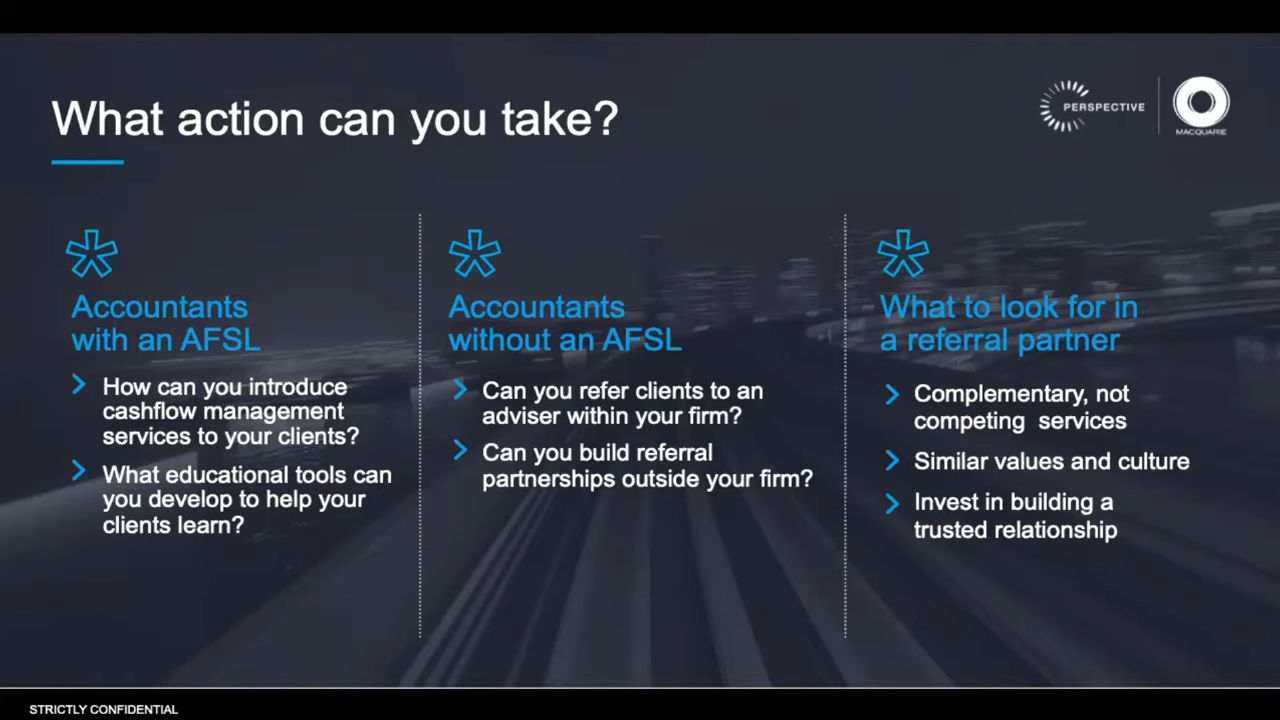 What action can you take?
PERSPECTIVE
MACQUARIE
Accountants
with an AFSL
How can you introduce
cashflow management
services to your clients?
What educational tools can
you develop to help your
clients learn?
Accountants
without an AFSL
Can you refer clients to an
adviser within your firm?
Can you build referral
partnerships outside your firm?
What to look for in
a referral partner
Complementary, not
competing services
Similar values and culture
Invest in building a
trusted relationship
STRICTLY CONFIDENTIAL